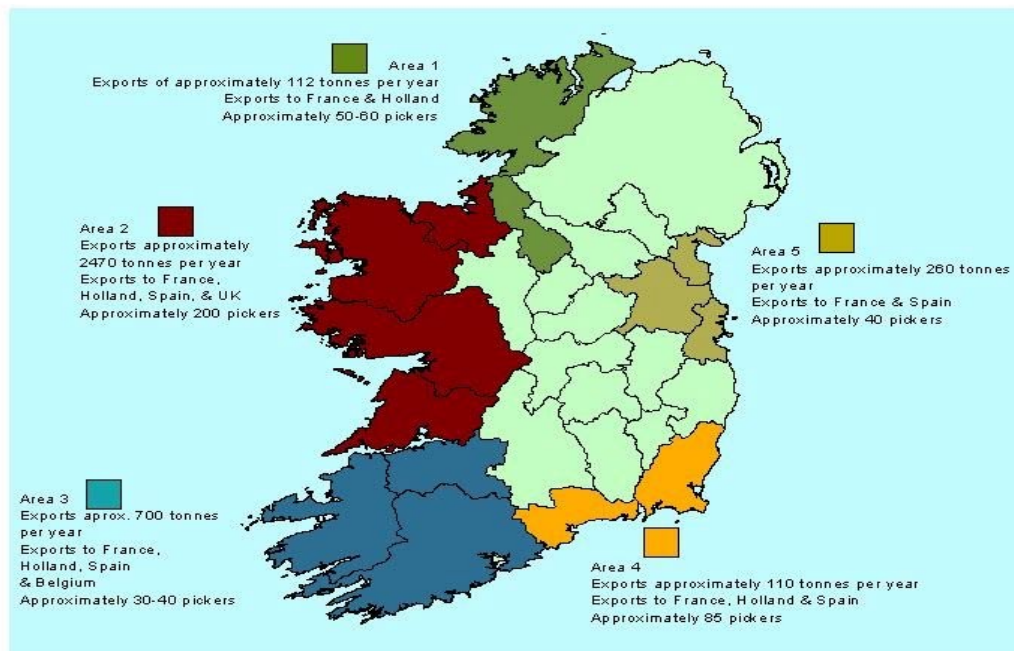 Area 1
Exports of approximately 112 tonnes per year
Exports to France & Holland
Approximately 50-60 pickers
Area 2
Exports approximately
2470 tonnes per year
Exports to France,
Holland, Spain, & UK
Approximately 200 pickers
Area 5
Exports approximately 260 tonnes
per year
Exports to France & Spain
Approximately 40 pickers
Area 3
Exports aprox. 700 tonnes
per year
Exports to France,
Holland, Spain
& Belgium
Approximately 30-40 pickers
Area 4
Exports approximately 110 tonnes per year
Exports to France, Holland & Spain
Approximately 85 pickers